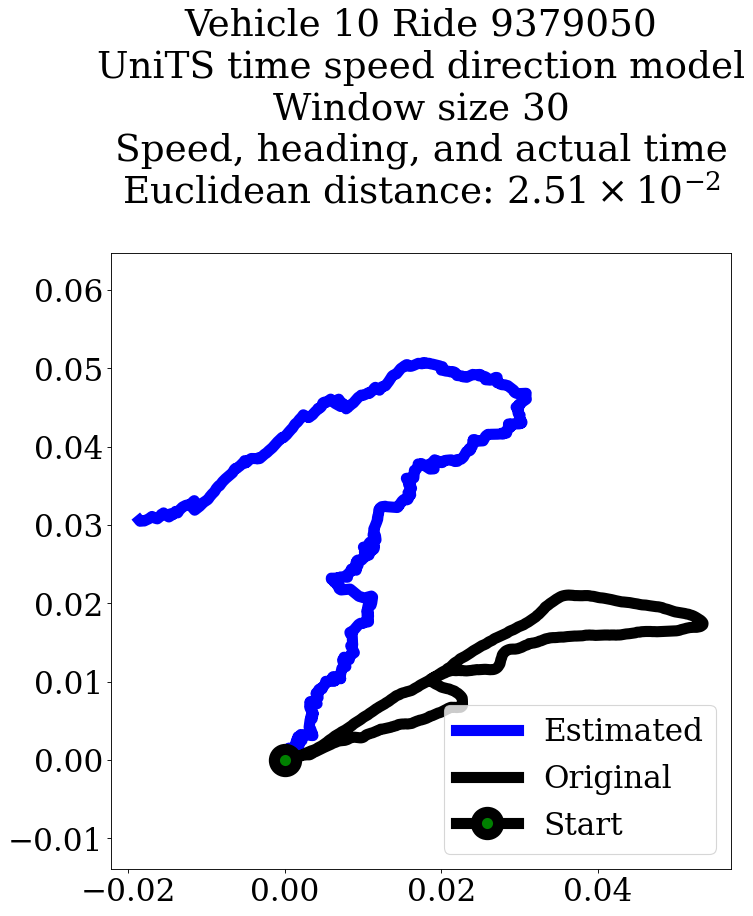 Vehicle 10 Ride 9379050
UniTS time speed direction model
Window size 30
Speed, heading, and actual time
Euclidean distance: 2.51 × 10⁻²
0.06
0.05
0.04
0.03
0.02
0.01
0.00
−0.01
−0.02 0.00 0.02 0.04
Estimated
Original
Start